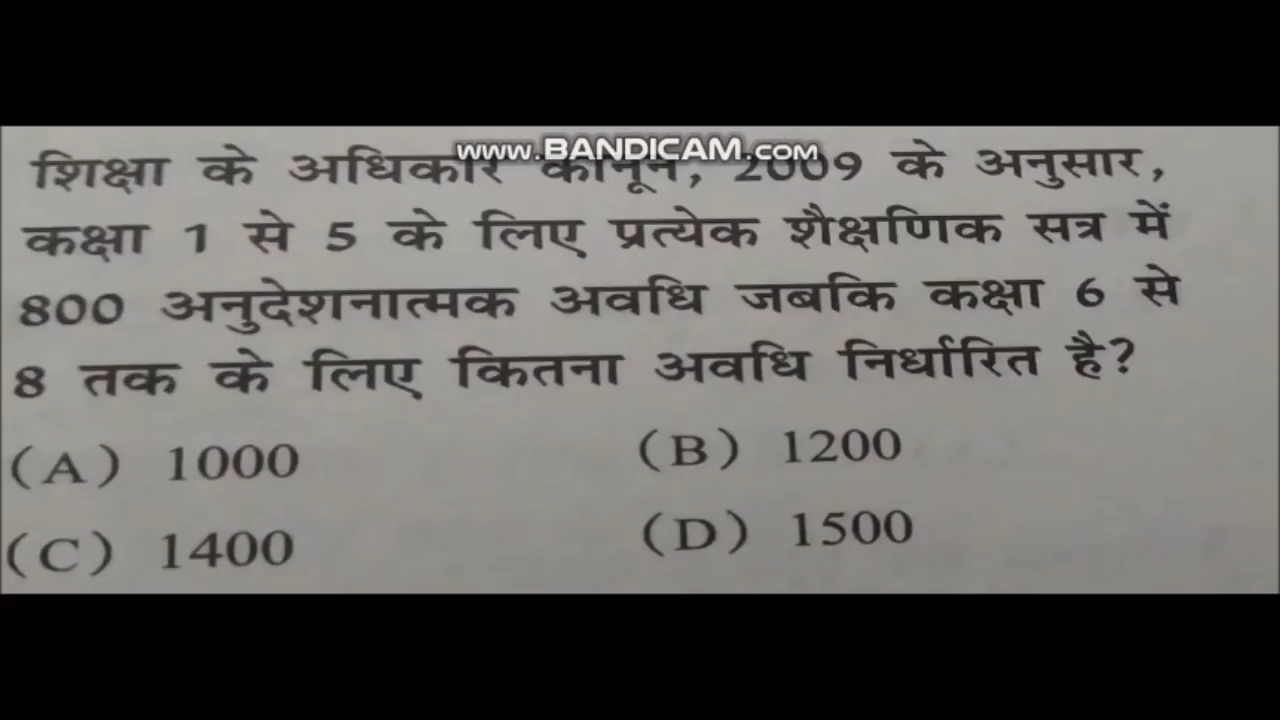 www.BANDICAM.com
शिक्षा के अधिकार कानून, 2009 के अनुसार,
कक्षा 1 से 5 के लिए प्रत्येक शैक्षणिक सत्र में
800 अनुदेशनात्मक अवधि जबकि कक्षा 6 से
8 तक के लिए कितना अवधि निर्धारित है?
(A) 1000 (B) 1200
(C) 1400 (D) 1500